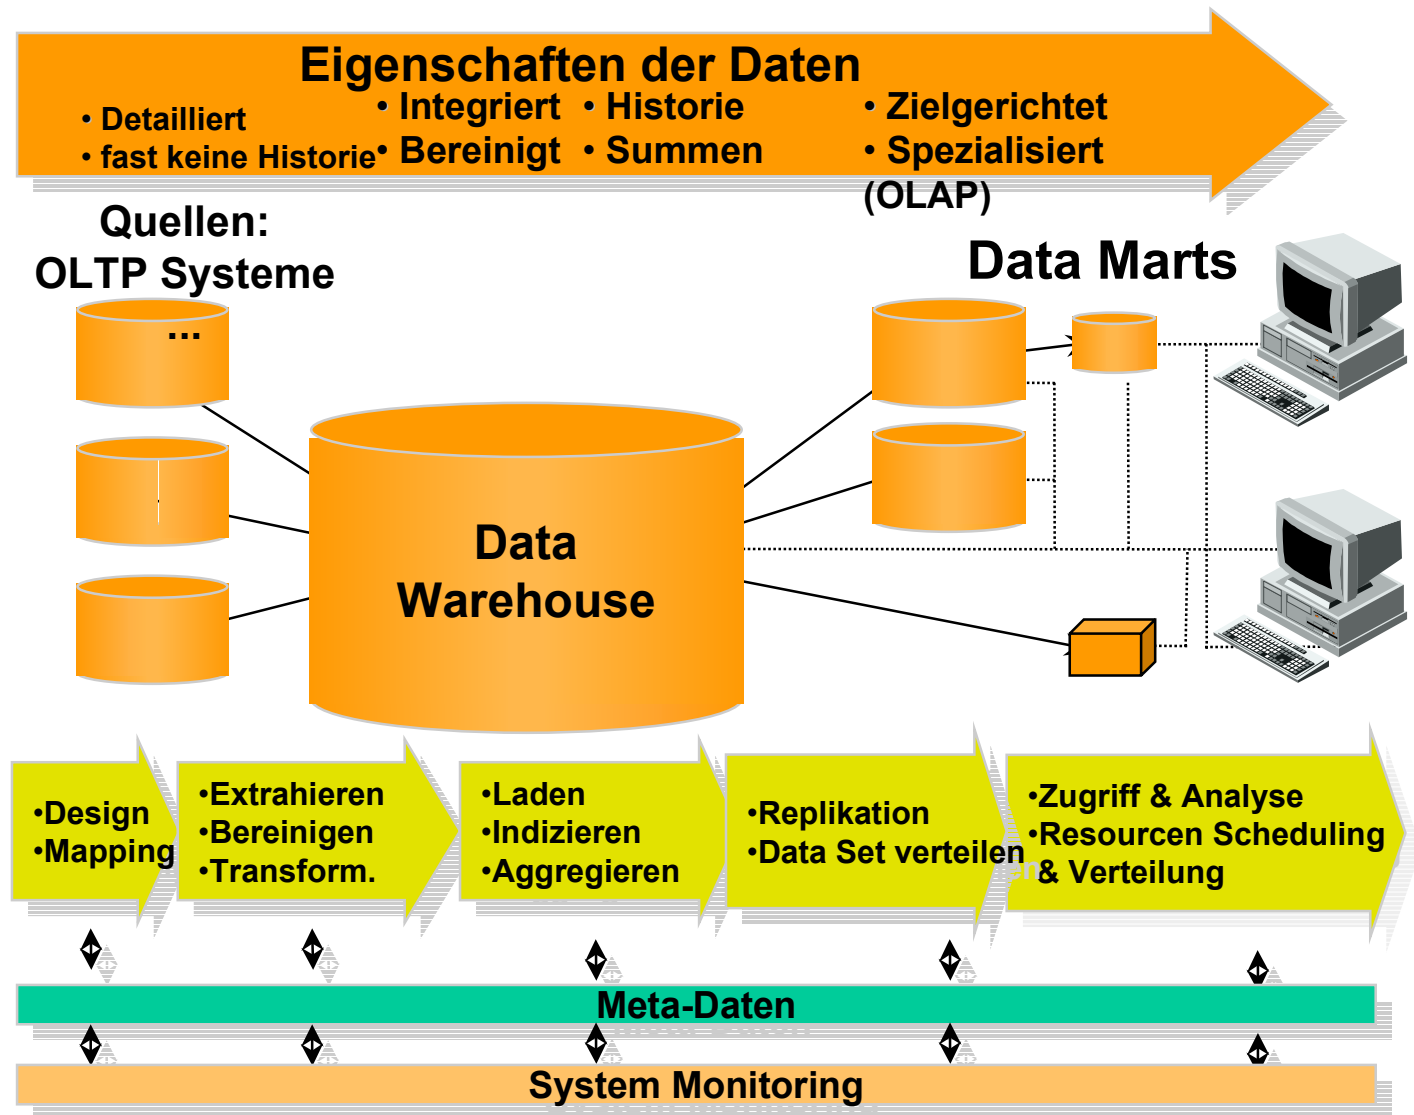 Eigenschaften der Daten
• Detailliert
• fast keine Historie
• Integriert
• Bereinigt
• Historie
• Summen
• Zielgerichtet
• Spezialisiert
(OLAP)
Quellen:
OLTP Systeme
...
Data Marts
Data
Warehouse
•Design
•Mapping
•Extrahieren
•Bereinigen
•Transform.
•Laden
•Indizieren
•Aggregieren
•Replikation
•Data Set verteilen
•Zugriff & Analyse
•Resourcen Scheduling
& Verteilung
Meta-Daten
System Monitoring